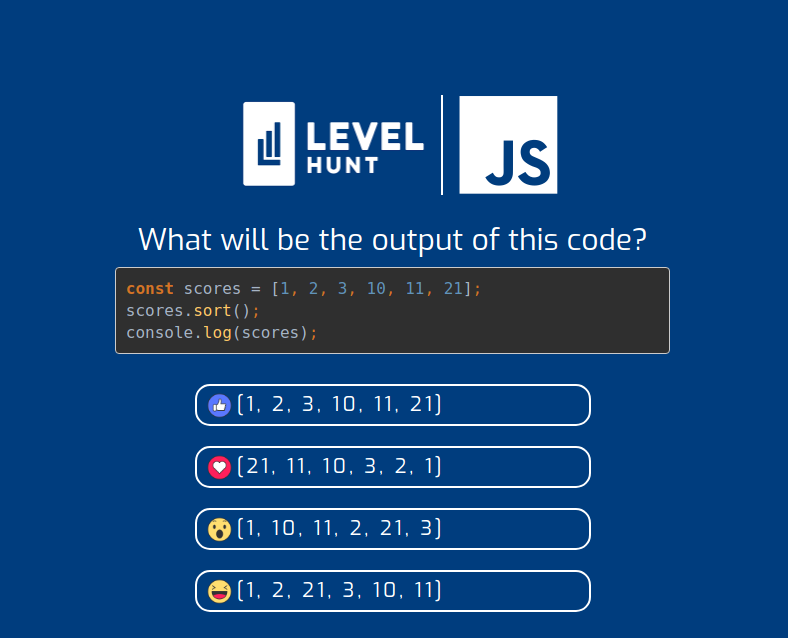 LEVEL
HUNT
JS
What will be the output of this code?
const scores = [1, 2, 3, 10, 11, 21];
scores.sort();
console.log(scores);
[1, 2, 3, 10, 11, 21]
[21, 11, 10, 3, 2, 1]
[1, 10, 11, 2, 21, 3]
[1, 2, 21, 3, 10, 11]